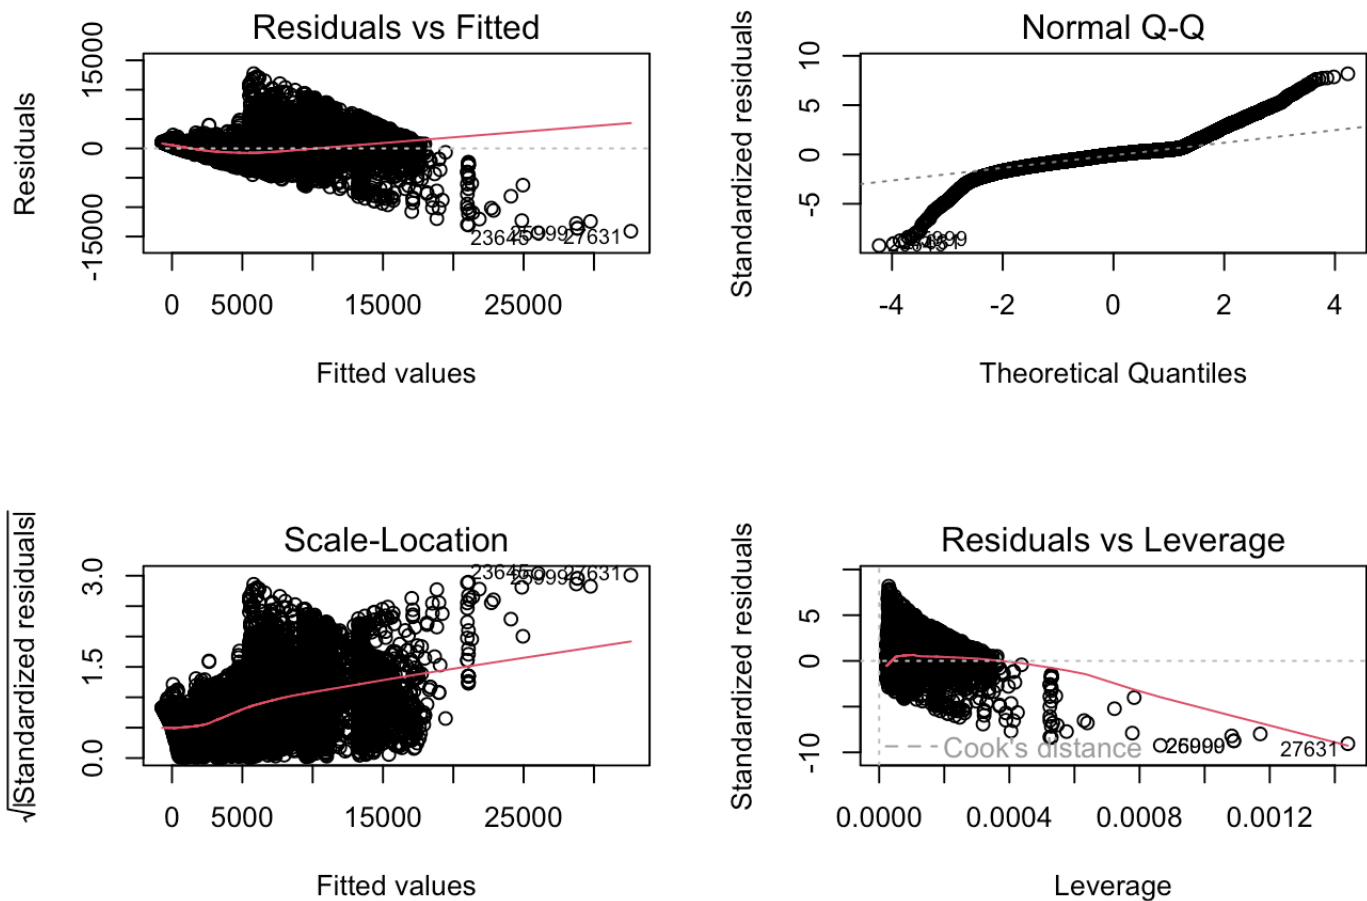 Residuals vs Fitted
Residuals
-15000 0 15000
23645 25999 27631
0 5000 15000 25000
Fitted values
Normal Q-Q
Standardized residuals
-5 0 5 10
-4 -2 0 2 4
Theoretical Quantiles
Scale-Location
√|Standardized residuals|
0.0 1.5 3.0
23645 25999 27631
0 5000 15000 25000
Fitted values
Residuals vs Leverage
Standardized residuals
-10 0 5
Cook's distance
27631
0.0000 0.0004 0.0008 0.0012
Leverage